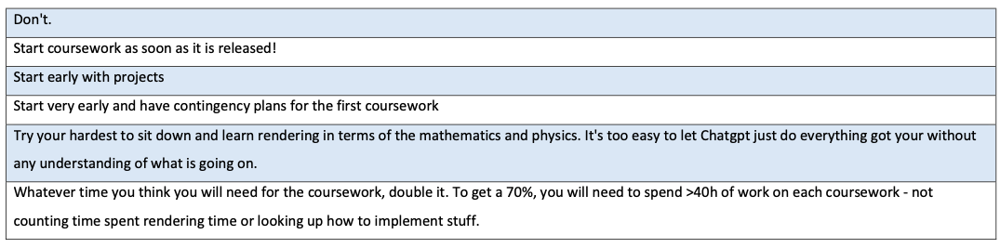 Don't.
Start coursework as soon as it is released!
Start early with projects
Start very early and have contingency plans for the first coursework
Try your hardest to sit down and learn rendering in terms of the mathematics and physics. It's too easy to let Chatgpt just do everything got your without
any understanding of what is going on.
Whatever time you think you will need for the coursework, double it. To get a 70%, you will need to spend >40h of work on each coursework - not
counting time spent rendering time or looking up how to implement stuff.